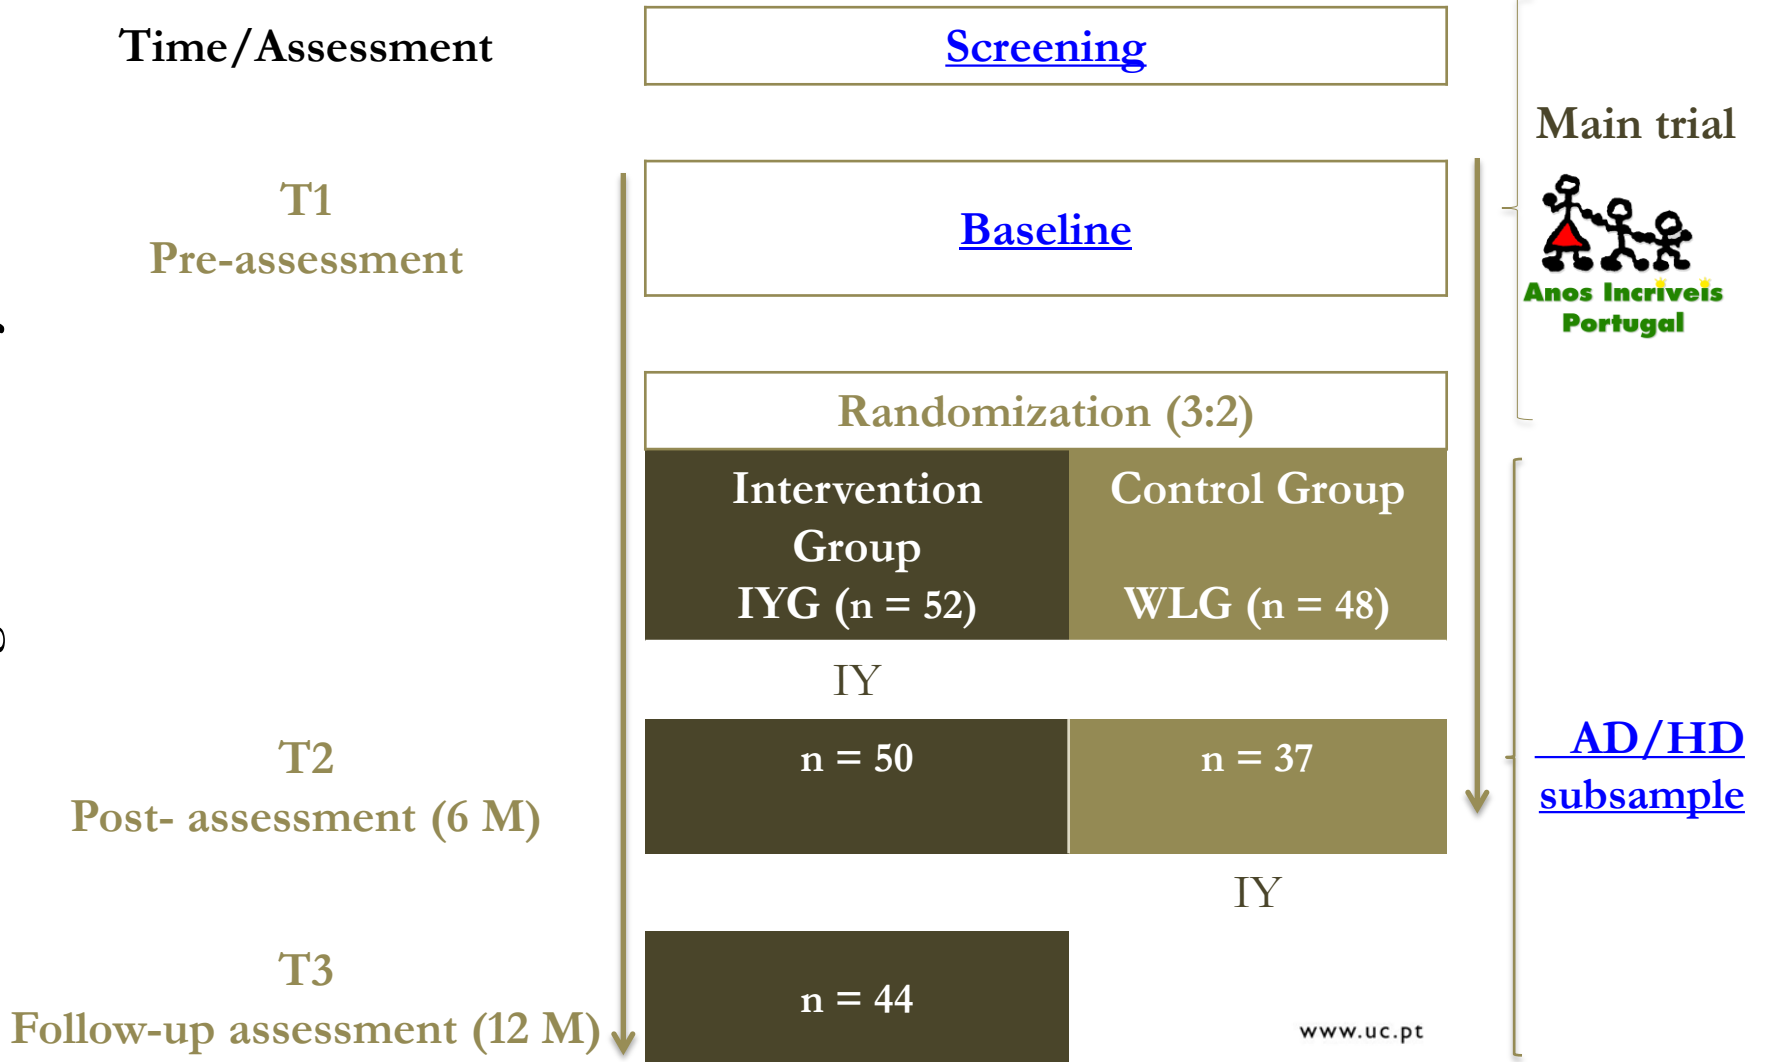 Time/Assessment
Screening
Main trial
T1
Pre-assessment
Baseline
Anos Incriveis
Portugal
Randomization (3:2)
Intervention
Group
IYG (n = 52)
Control Group
WLG (n = 48)
IY
T2
Post- assessment (6 M)
n = 50
n = 37
AD/HD
subsample
IY
T3
Follow-up assessment (12 M)
n = 44
www.uc.pt